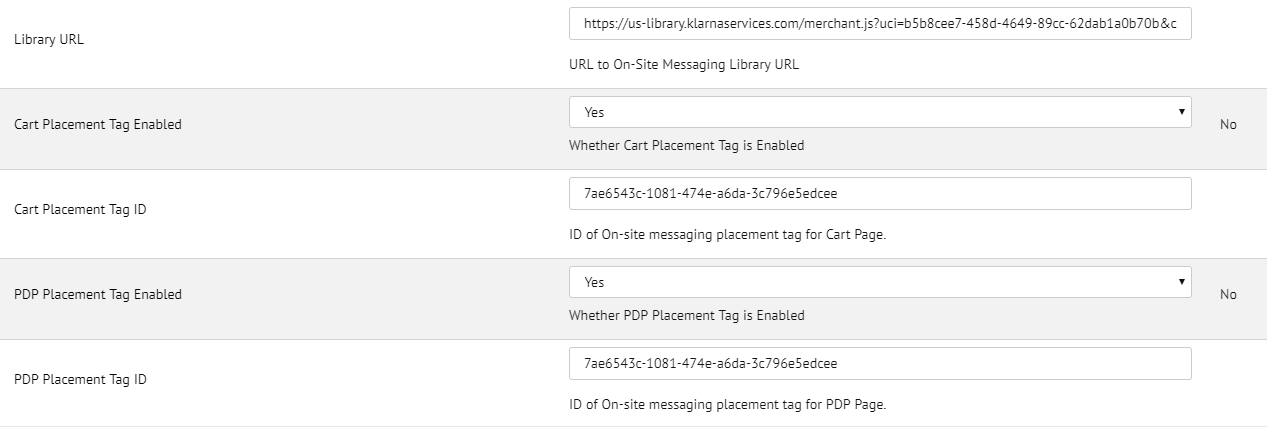 Library URL
https://us-library.klarnaservices.com/merchant.js?uci=b5b8cee7-458d-4649-89cc-62dab1a0b70b&c
URL to On-Site Messaging Library URL
Cart Placement Tag Enabled
Yes
No
Whether Cart Placement Tag is Enabled
Cart Placement Tag ID
7ae6543c-1081-474e-a6da-3c796e5edcee
ID of On-site messaging placement tag for Cart Page.
PDP Placement Tag Enabled
Yes
No
Whether PDP Placement Tag is Enabled
PDP Placement Tag ID
7ae6543c-1081-474e-a6da-3c796e5edcee
ID of On-site messaging placement tag for PDP Page.